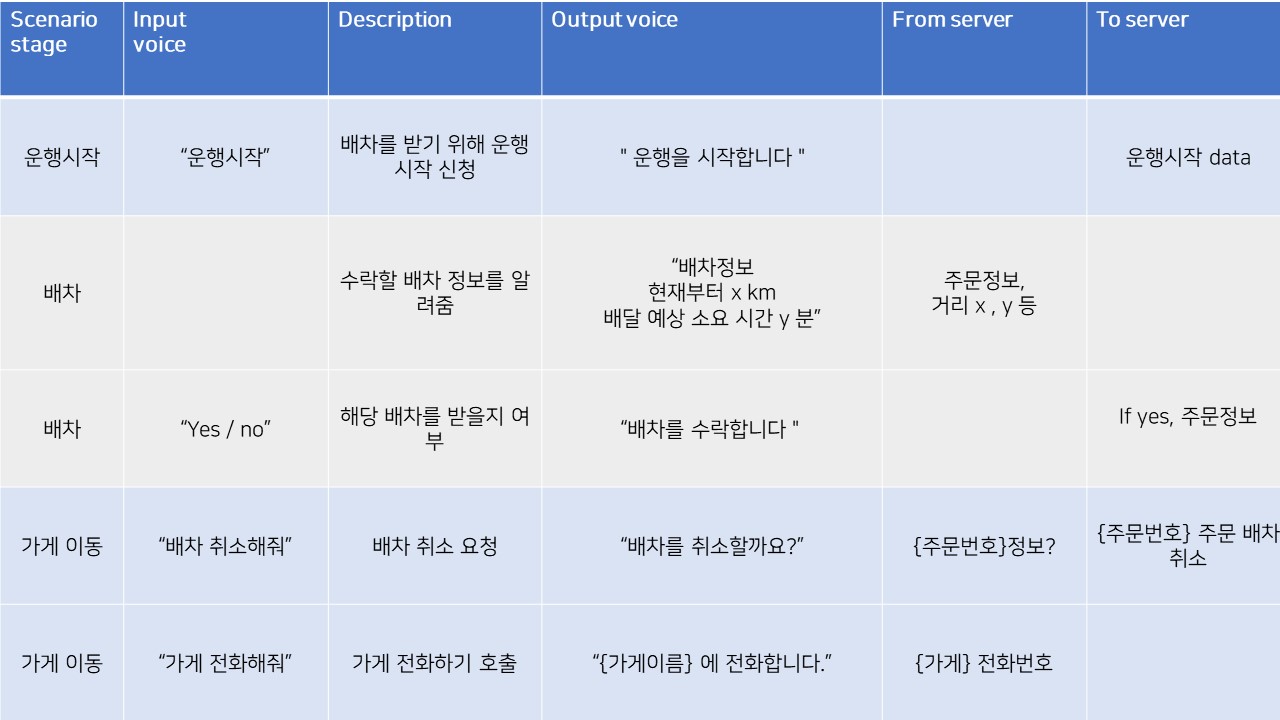 Scenario stage
Input voice
Description
Output voice
From server
To server
운행시작
“운행시작”
배차를 받기 위해 운행
시작 신청
" 운행을 시작합니다 "
운행시작 data
배차
수락할 배차 정보를 알
려줌
“배차정보
현재부터 x km
배달 예상 소요 시간 y 분”
주문정보,
거리 x , y 등
배차
“Yes / no”
해당 배차를 받을지 여
부
“배차를 수락합니다 "
If yes, 주문정보
가게 이동
“배차 취소해줘”
배차 취소 요청
“배차를 취소할까요?”
{주문번호}정보?
{주문번호} 주문 배차
취소
가게 이동
“가게 전화해줘”
가게 전화하기 호출
“{가게이름} 에 전화합니다.”
{가게} 전화번호